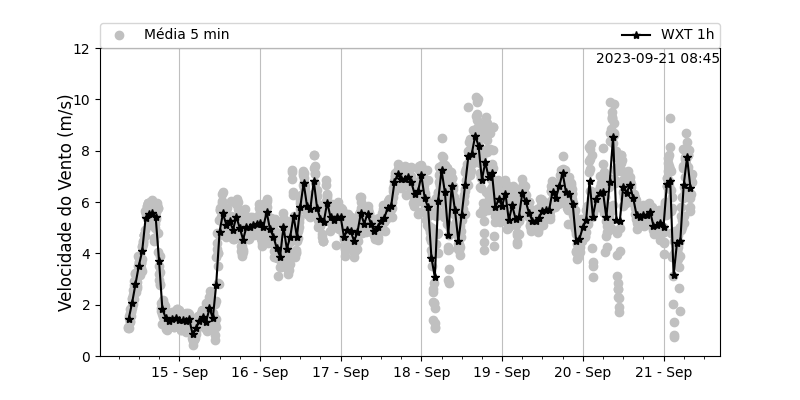 Média 5 min
WXT 1h
2023-09-21 08:45
Velocidade do Vento (m/s)
12
10
8
6
4
2
0
15 - Sep
16 - Sep
17 - Sep
18 - Sep
19 - Sep
20 - Sep
21 - Sep